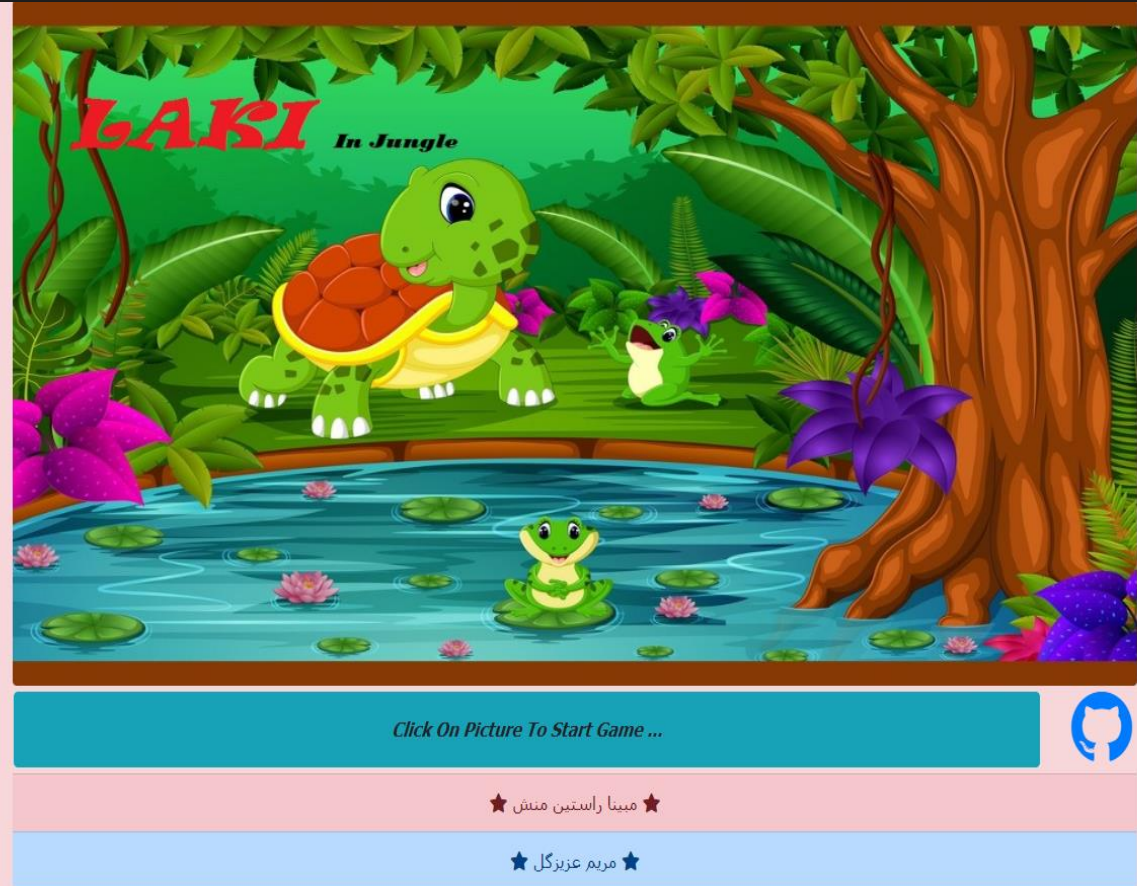 LAKI In Jungle
Click On Picture To Start Game ...
★ مبینا راستین منش ★
★ مریم عزیزگل ★